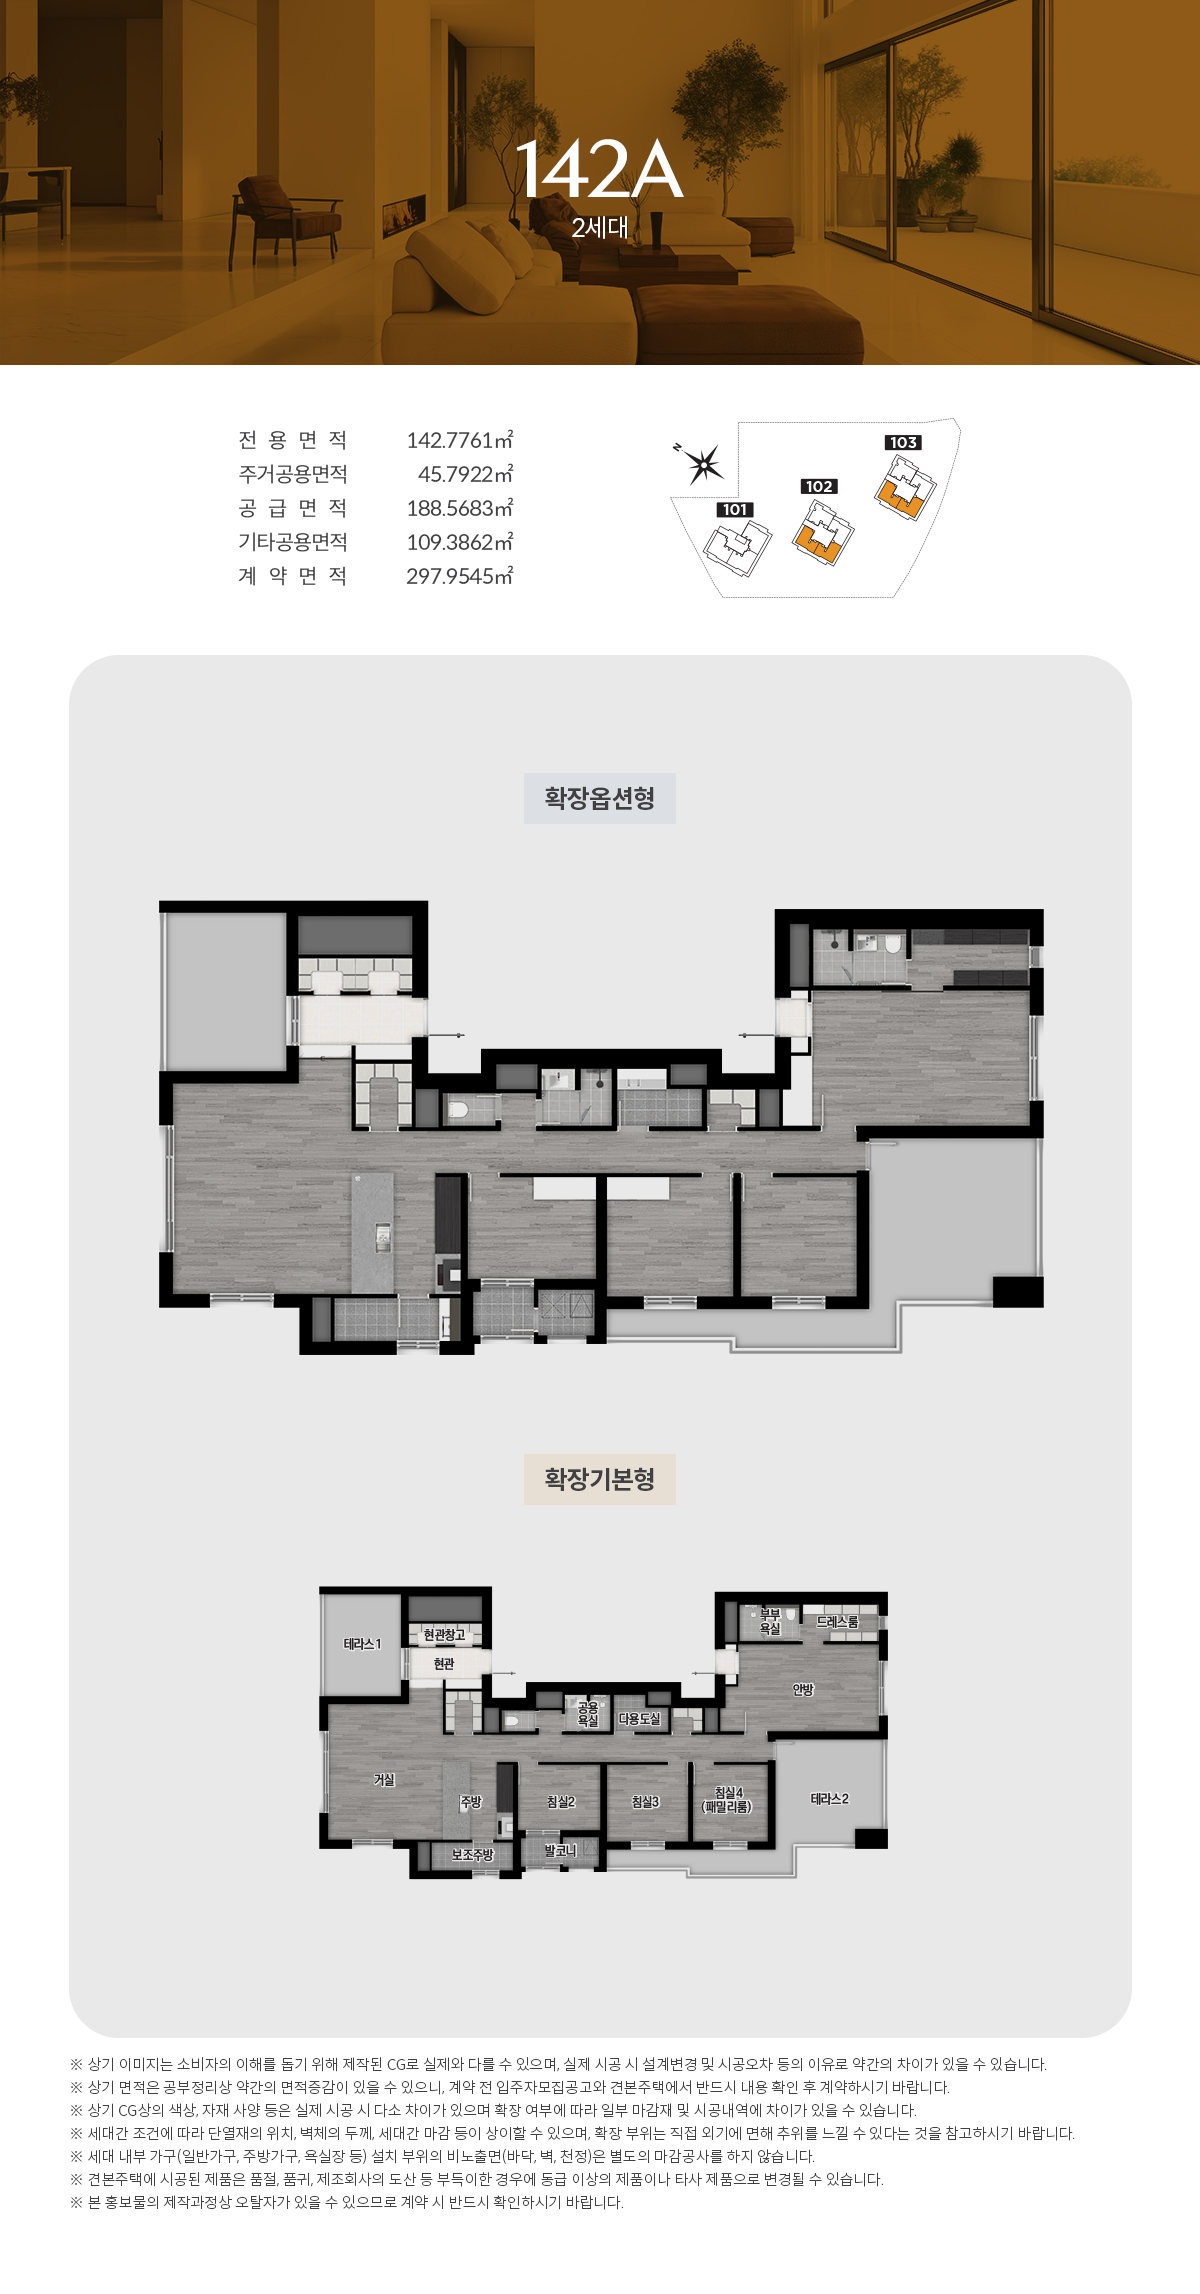 142A
2세대
전용면적 142.7761㎡
주거공용면적 45.7922㎡
공급면적 188.5683㎡
기타공용면적 109.3862㎡
계약면적 297.9545㎡
N
101
102
103
확장옵션형
확장기본형
테라스1
현관창고
현관
부부
욕실
드레스룸
안방
공용
욕실
다용도실
거실
주방
침실2
침실3
침실4
(패밀리룸)
테라스2
보조주방
발코니
※ 상기 이미지는 소비자의 이해를 돕기 위해 제작된 CG로 실제와 다를 수 있으며, 실제 시공 시 설계변경 및 시공오차 등의 이유로 약간의 차이가 있을 수 있습니다.
※ 상기 면적은 공부정리상 약간의 면적증감이 있을 수 있으니, 계약 전 입주자모집공고와 견본주택에서 반드시 내용 확인 후 계약하시기 바랍니다.
※ 상기 CG상의 색상, 자재 사양 등은 실제 시공 시 다소 차이가 있으며 확장 여부에 따라 일부 마감재 및 시공내역에 차이가 있을 수 있습니다.
※ 세대간 조건에 따라 단열재의 위치, 벽체의 두께, 세대간 마감 등이 상이할 수 있으며, 확장 부위는 직접 외기에 면해 추위를 느낄 수 있다는 것을 참고하시기 바랍니다.
※ 세대 내부 가구(일반가구, 주방가구, 욕실장 등) 설치 부위의 비노출면(바닥, 벽, 천정)은 별도의 마감공사를 하지 않습니다.
※ 견본주택에 시공된 제품은 품절, 품귀, 제조회사의 도산 등 부득이한 경우에 동급 이상의 제품이나 타사 제품으로 변경될 수 있습니다.
※ 본 홍보물의 제작과정상 오탈자가 있을 수 있으므로 계약 시 반드시 확인하시기 바랍니다.